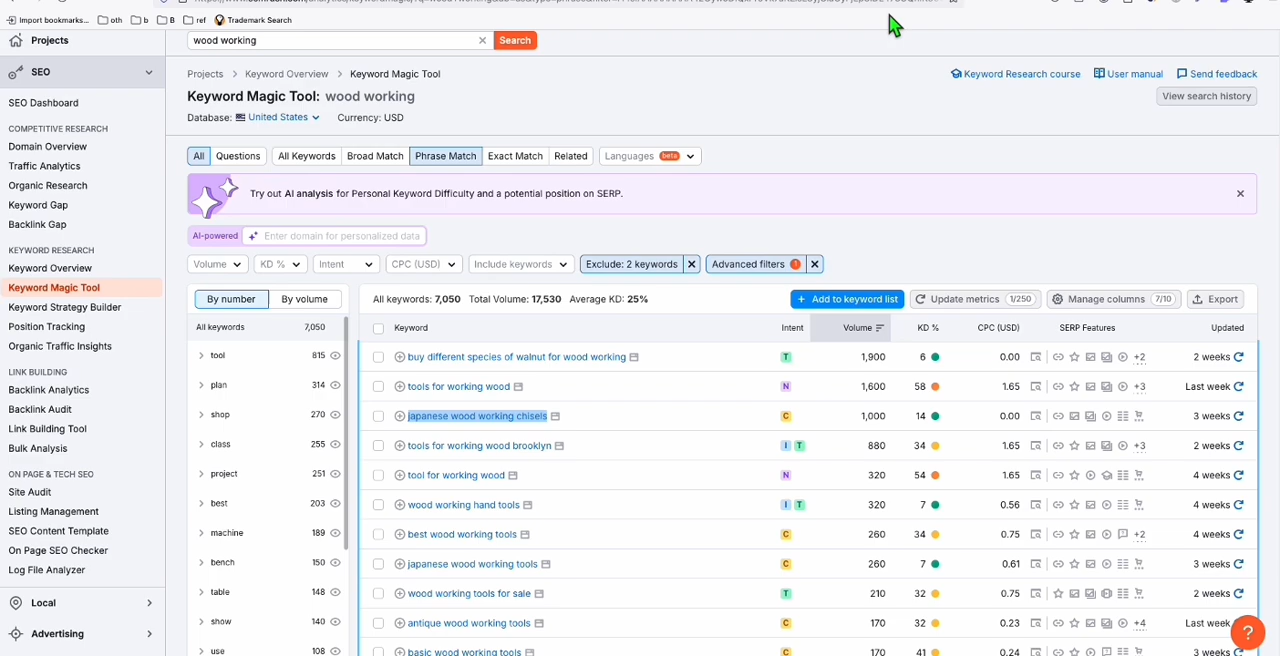 Import bookmarks... oth b B ref Trademark Search
Projects
wood working Search
SEO
Projects > Keyword Overview > Keyword Magic Tool
Keyword Research course User manual Send feedback
Keyword Magic Tool: wood working
View search history
Database: United States Currency: USD
SEO Dashboard
COMPETITIVE RESEARCH
Domain Overview
Traffic Analytics
Organic Research
Keyword Gap
Backlink Gap
KEYWORD RESEARCH
Keyword Overview
Keyword Magic Tool
Keyword Strategy Builder
Position Tracking
Organic Traffic Insights
LINK BUILDING
Backlink Analytics
Backlink Audit
Link Building Tool
Bulk Analysis
ON PAGE & TECH SEO
Site Audit
Listing Management
SEO Content Template
On Page SEO Checker
Log File Analyzer
Local
Advertising
All Questions All Keywords Broad Match Phrase Match Exact Match Related Languages beta
Try out AI analysis for Personal Keyword Difficulty and a potential position on SERP.
AI-powered Enter domain for personalized data
Volume KD % Intent CPC (USD) Include keywords Exclude: 2 keywords Advanced filters 1
By number By volume
All keywords 7,050
tool 815
plan 314
shop 270
class 255
project 251
best 203
machine 189
bench 150
table 148
show 140
use 108
All keywords: 7,050 Total Volume: 17,530 Average KD: 25%
+ Add to keyword list Update metrics 1/250 Manage columns 7/10 Export
Keyword Intent Volume KD % CPC (USD) SERP Features Updated
buy different species of walnut for wood working T 1,900 6 0.00 +2 2 weeks
tools for working wood N 1,600 58 1.65 +3 Last week
japanese wood working chisels C 1,000 14 0.00 3 weeks
tools for working wood brooklyn I T 880 34 1.65 +3 2 weeks
tool for working wood N 320 54 1.65 4 weeks
wood working hand tools I T 320 7 0.56 4 weeks
best wood working tools C 260 34 0.75 +2 4 weeks
japanese wood working tools C 260 7 0.61 3 weeks
wood working tools for sale T 210 32 0.75 2 weeks
antique wood working tools C 170 32 0.23 +4 Last week
basic wood working tools C 170 41 0.24 3 weeks
?